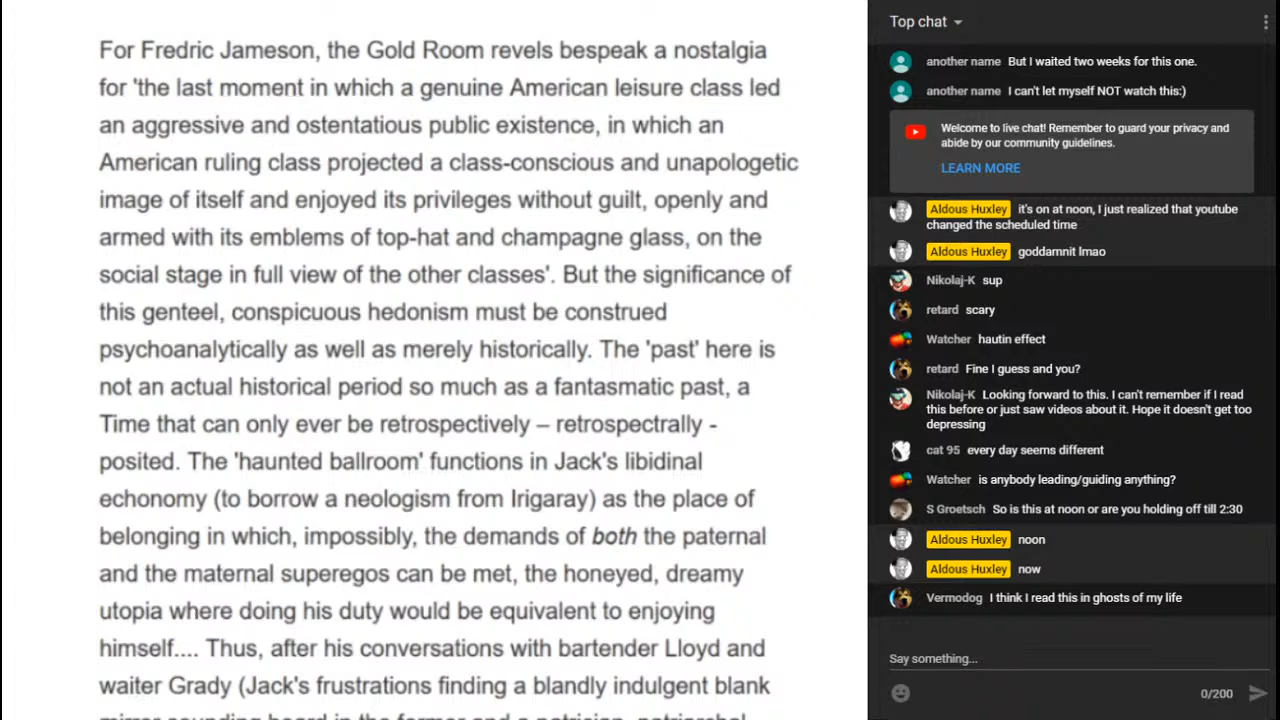 For Fredric Jameson, the Gold Room revels bespeak a nostalgia
for 'the last moment in which a genuine American leisure class led
an aggressive and ostentatious public existence, in which an
American ruling class projected a class-conscious and unapologetic
image of itself and enjoyed its privileges without guilt, openly and
armed with its emblems of top-hat and champagne glass, on the
social stage in full view of the other classes'. But the significance of
this genteel, conspicuous hedonism must be construed
psychoanalytically as well as merely historically. The 'past' here is
not an actual historical period so much as a fantasmatic past, a
Time that can only ever be retrospectively – retrospectrally -
posited. The 'haunted ballroom' functions in Jack's libidinal
echonomy (to borrow a neologism from Irigaray) as the place of
belonging in which, impossibly, the demands of both the paternal
and the maternal superegos can be met, the honeyed, dreamy
utopia where doing his duty would be equivalent to enjoying
himself.... Thus, after his conversations with bartender Lloyd and
waiter Grady (Jack's frustrations finding a blandly indulgent blank
mirror sounding board in the former and a patrician, patriarchal
Top chat
another name But I waited two weeks for this one.
another name I can't let myself NOT watch this:)
Welcome to live chat! Remember to guard your privacy and
abide by our community guidelines.
LEARN MORE
Aldous Huxley it's on at noon, I just realized that youtube
changed the scheduled time
Aldous Huxley goddamnit lmao
Nikolaj-K sup
retard scary
Watcher hautin effect
retard Fine I guess and you?
Nikolaj-K Looking forward to this. I can't remember if I read
this before or just saw videos about it. Hope it doesn't get too
depressing
cat 95 every day seems different
Watcher is anybody leading/guiding anything?
S Groetsch So is this at noon or are you holding off till 2:30
Aldous Huxley noon
Aldous Huxley now
Vermodog I think I read this in ghosts of my life
Say something...
0/200